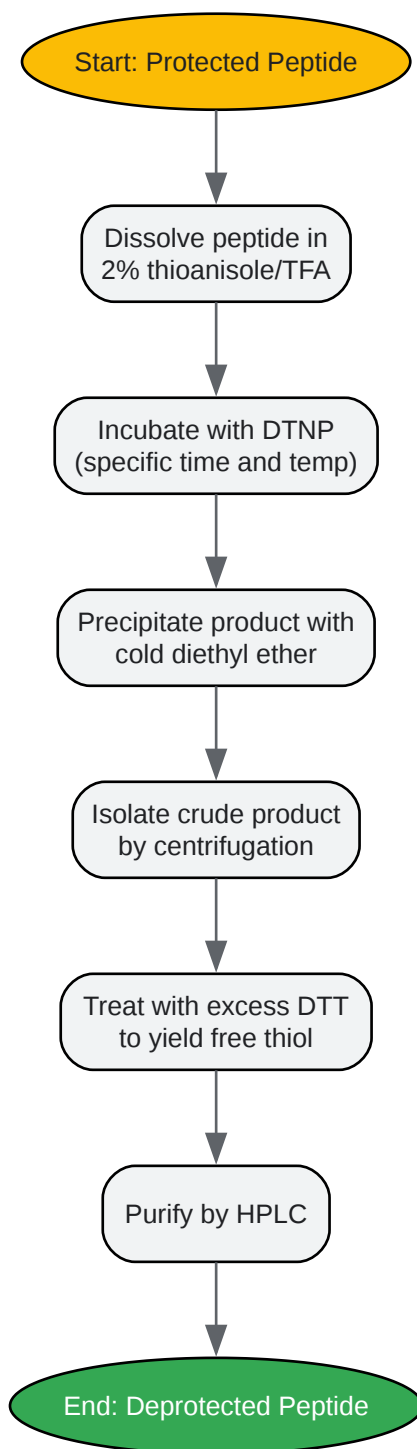 Start: Protected Peptide
Dissolve peptide in
2% thioanisole/TFA
Incubate with DTNP
(specific time and temp)
Precipitate product with
cold diethyl ether
Isolate crude product
by centrifugation
Treat with excess DTT
to yield free thiol
Purify by HPLC
End: Deprotected Peptide